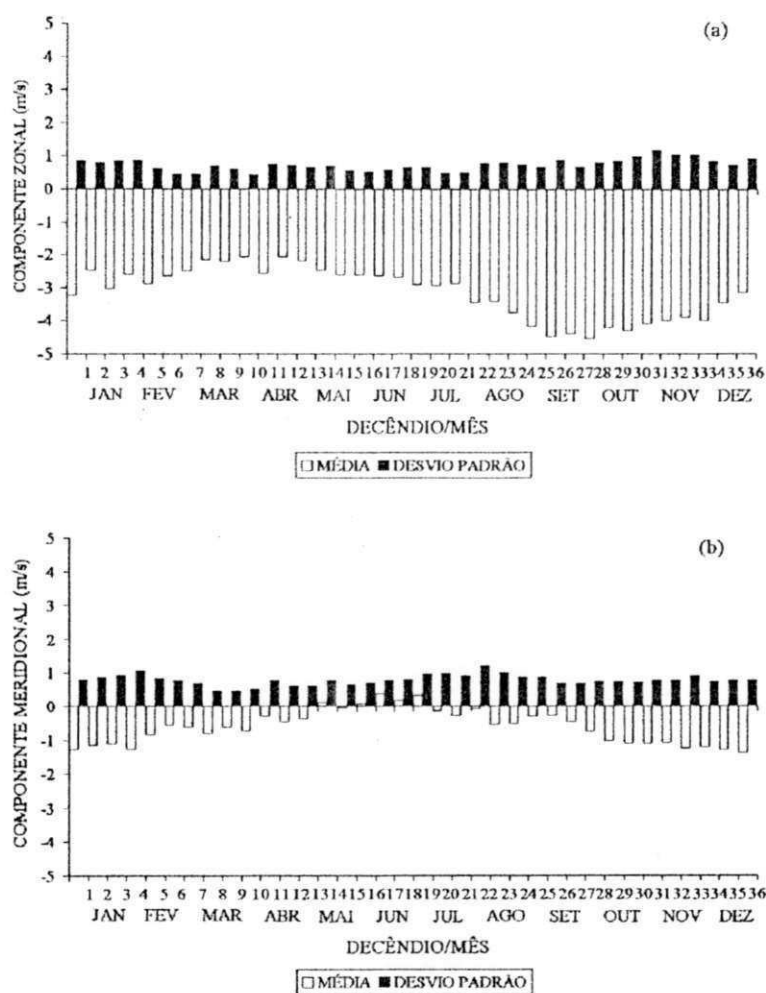 (a)
COMPONENTE ZONAL (m/s)
5
4
3
2
1
0
-1
-2
-3
-4
-5
1 2 3 4 5 6 7 8 9 10 11 12 13 14 15 16 17 18 19 20 21 22 23 24 25 26 27 28 29 30 31 32 33 34 35 36
JAN FEV MAR ABR MAI JUN JUL AGO SET OUT NOV DEZ
DECÊNDIO/MÊS
MÉDIA DESVIO PADRÃO
(b)
COMPONENTE MERIDIONAL (m/s)
5
4
3
2
1
0
-1
-2
-3
-4
-5
1 2 3 4 5 6 7 8 9 10 11 12 13 14 15 16 17 18 19 20 21 22 23 24 25 26 27 28 29 30 31 32 33 34 35 36
JAN FEV MAR ABR MAI JUN JUL AGO SET OUT NOV DEZ
DECÊNDIO/MÊS
MÉDIA DESVIO PADRÃO